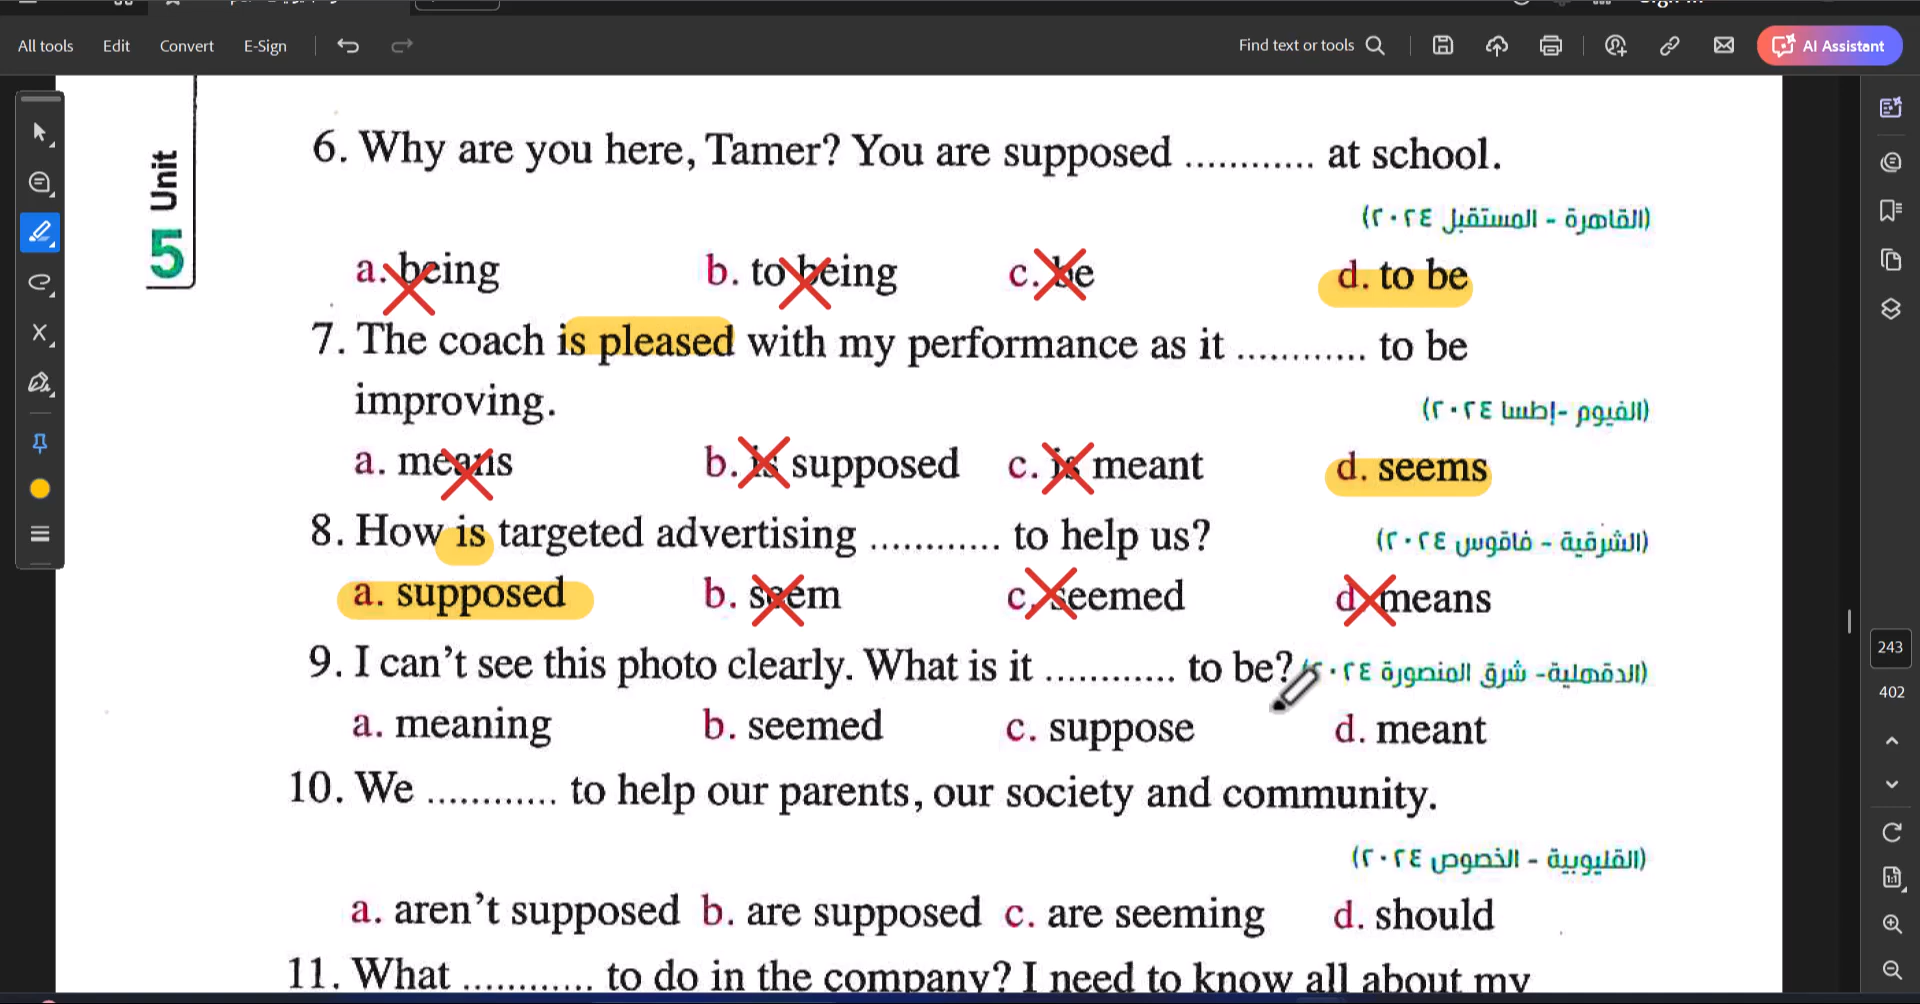 All tools Edit Convert E-Sign Find text or tools AI Assistant
Unit 5
6. Why are you here, Tamer? You are supposed ............ at school.
(القاهرة - المستقبل ٢٠٢٤)
a. being b. to being c. be d. to be
7. The coach is pleased with my performance as it ............ to be
improving.
(الفيوم -إطسا ٢٠٢٤)
a. means b. is supposed c. is meant d. seems
8. How is targeted advertising ............ to help us?
(الشرقية - فاقوس ٢٠٢٤)
a. supposed b. seem c. seemed d. means
9. I can't see this photo clearly. What is it ............ to be?
(الدقهلية- شرق المنصورة ٢٠٢٤
a. meaning b. seemed c. suppose d. meant
10. We ............ to help our parents, our society and community.
(القليوبية - الخصوص ٢٠٢٤)
a. aren't supposed b. are supposed c. are seeming d. should
11. What ............ to do in the company? I need to know all about my
243
402